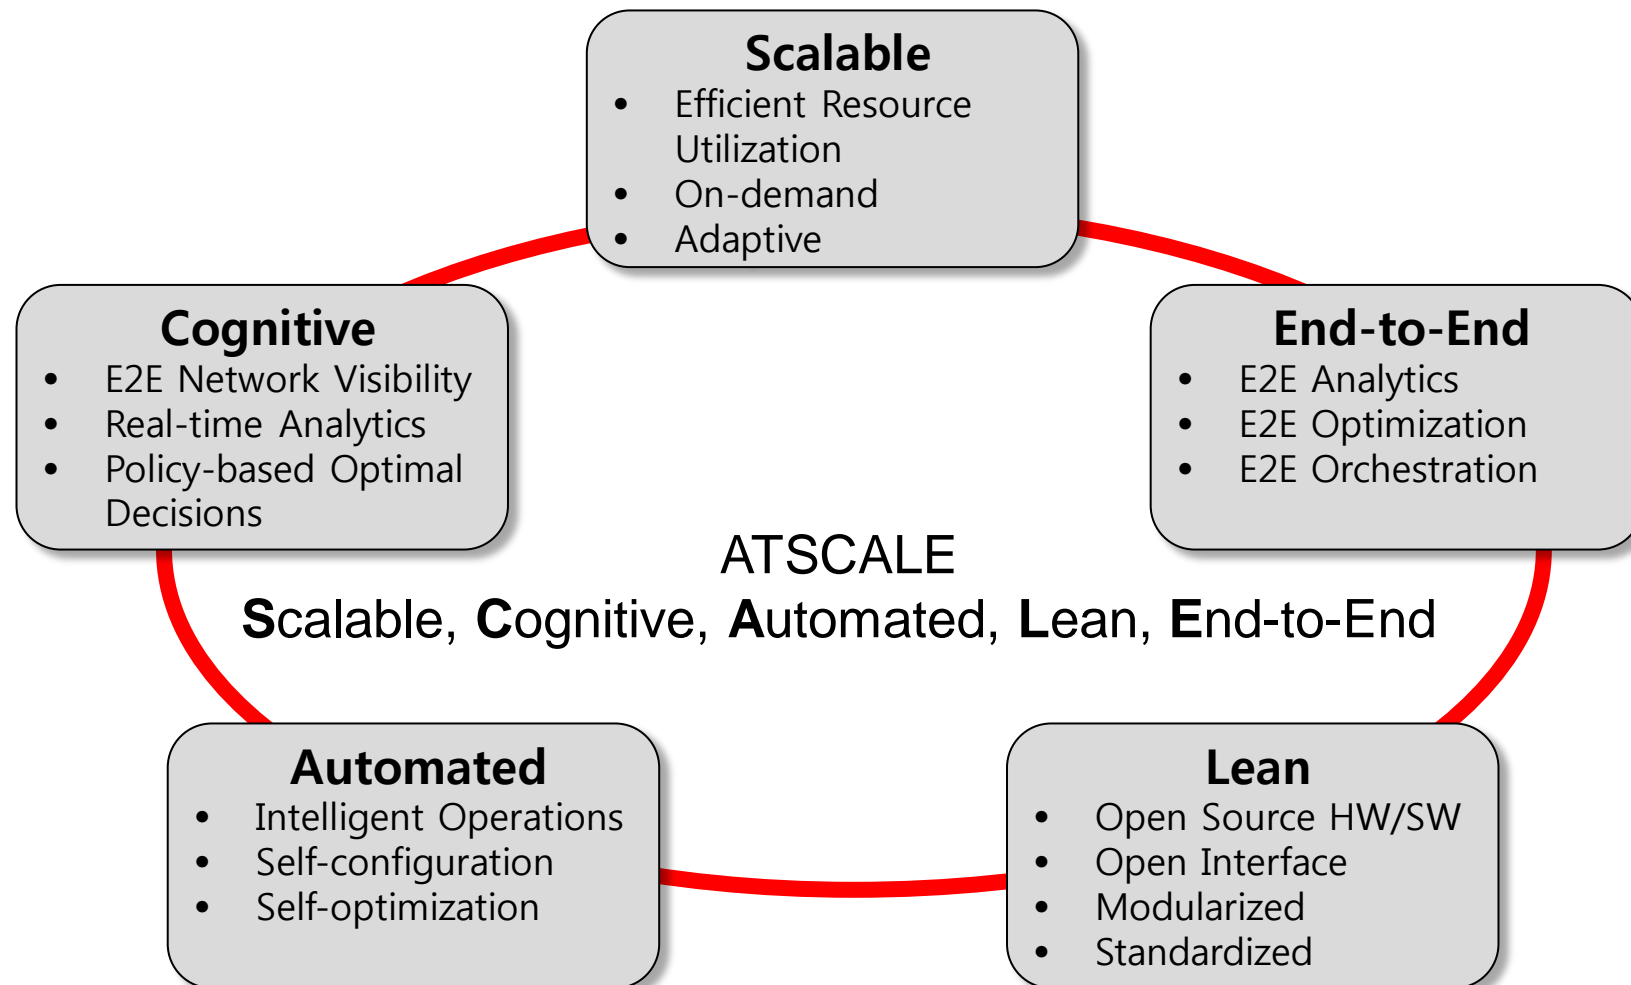 Scalable
• Efficient Resource
Utilization
• On-demand
• Adaptive
Cognitive
• E2E Network Visibility
• Real-time Analytics
• Policy-based Optimal
Decisions
End-to-End
• E2E Analytics
• E2E Optimization
• E2E Orchestration
ATSCALE
Scalable, Cognitive, Automated, Lean, End-to-End
Automated
• Intelligent Operations
• Self-configuration
• Self-optimization
Lean
• Open Source HW/SW
• Open Interface
• Modularized
• Standardized